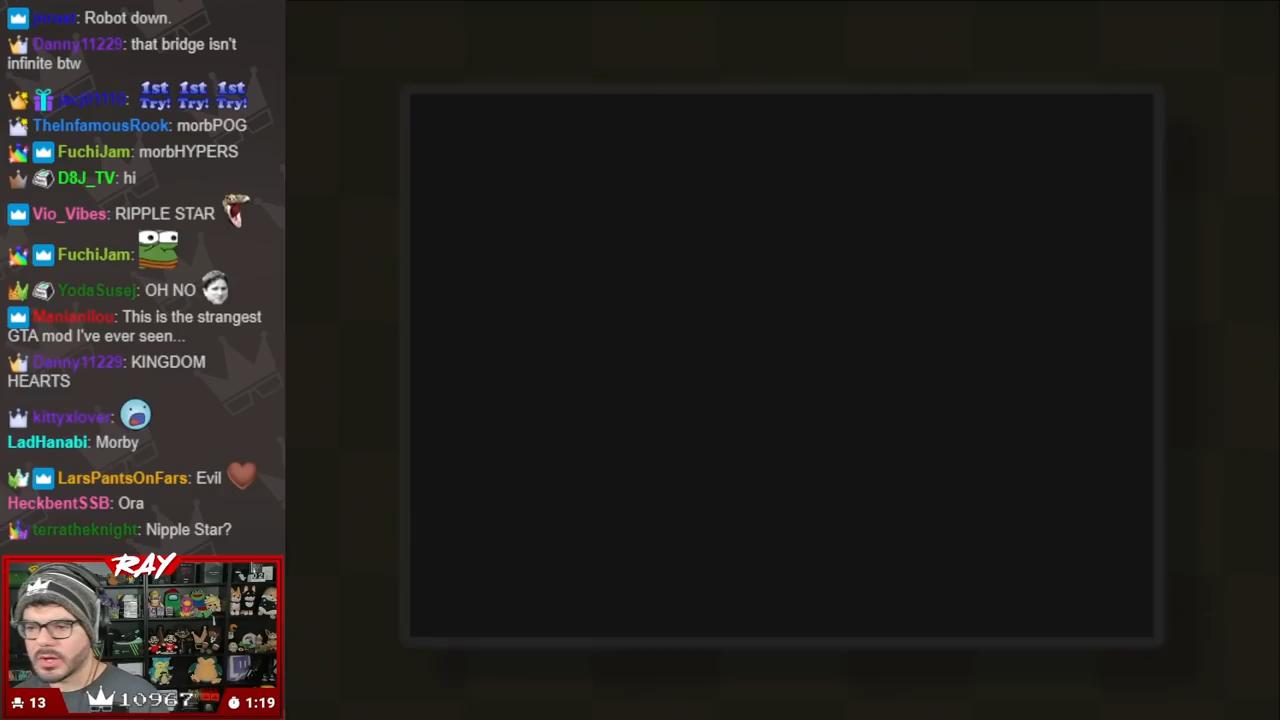 jeruxt: Robot down.
Danny11229: that bridge isn't
infinite btw
1st 1st 1st
Try! Try! Try!
TheInfamousRook: morbPOG
FuchiJam: morbHYPERS
D8J_TV: hi
Vio_Vibes: RIPPLE STAR
FuchiJam:
YodaSusej: OH NO
Manianilou: This is the strangest
GTA mod I've ever seen...
Danny11229: KINGDOM
HEARTS
kittyxlover:
LadHanabi: Morby
LarsPantsOnFars: Evil
HeckbentSSB: Ora
terratheknight: Nipple Star?
RAY
13 10967 1:19